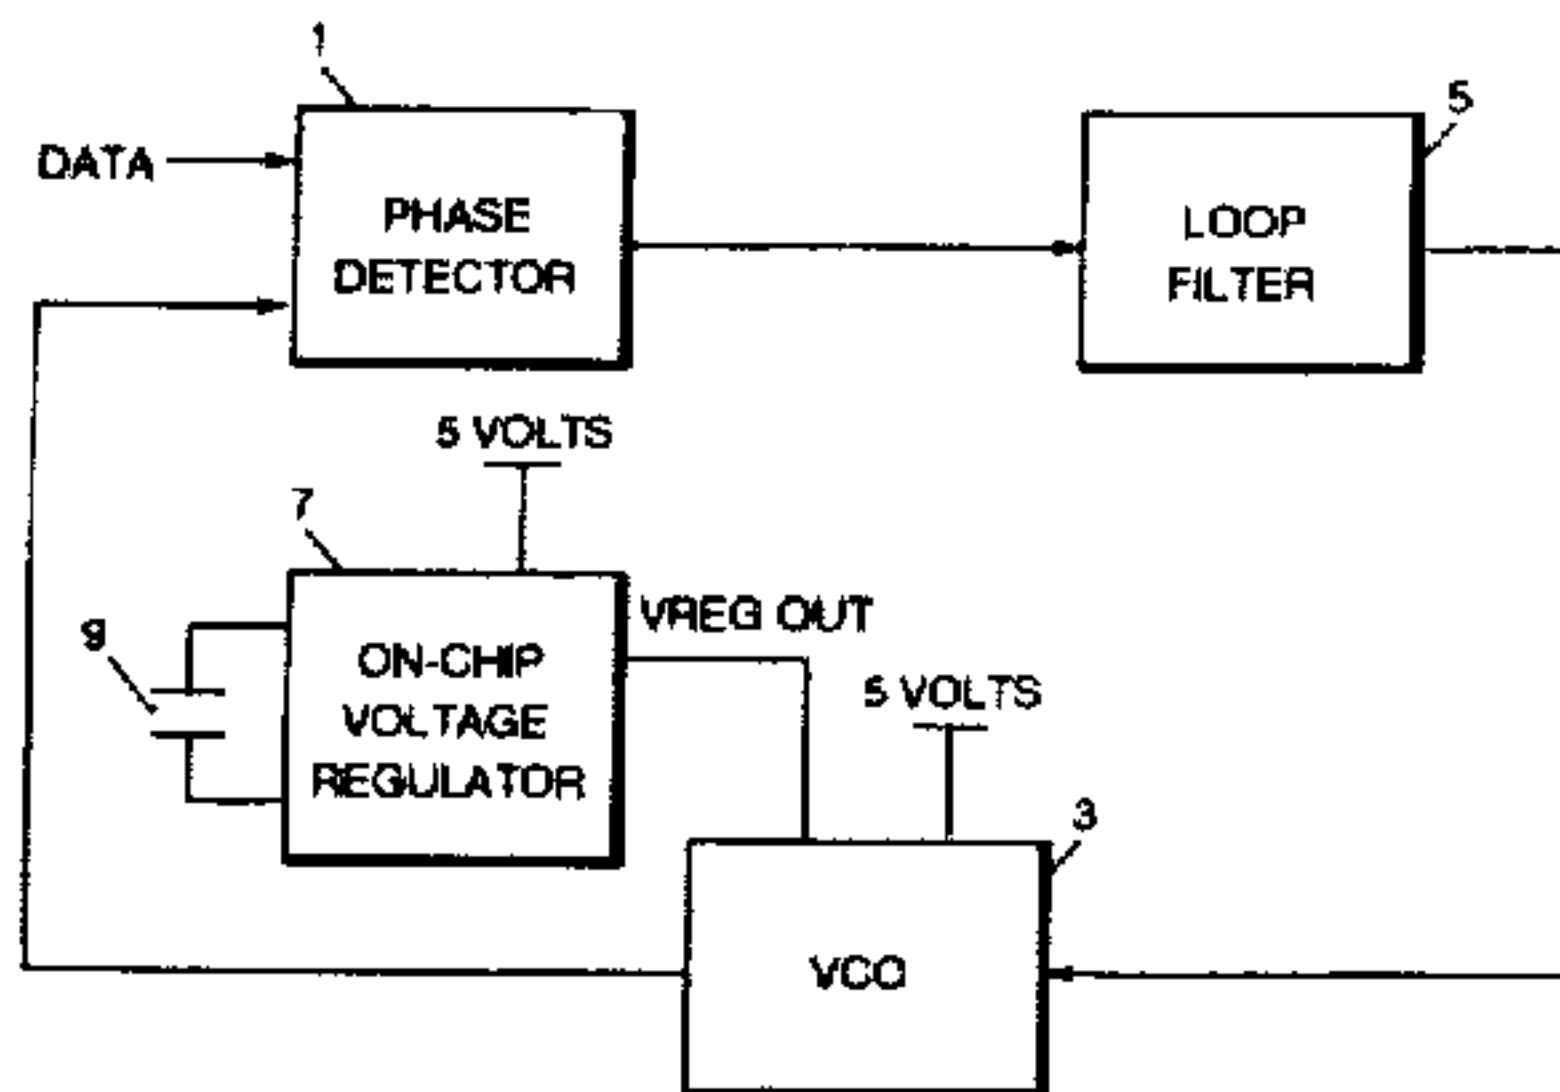 1
5
DATA
PHASE
DETECTOR
LOOP
FILTER
5 VOLTS
7
9
ON-CHIP
VOLTAGE
REGULATOR
VREG OUT
5 VOLTS
3
VCO